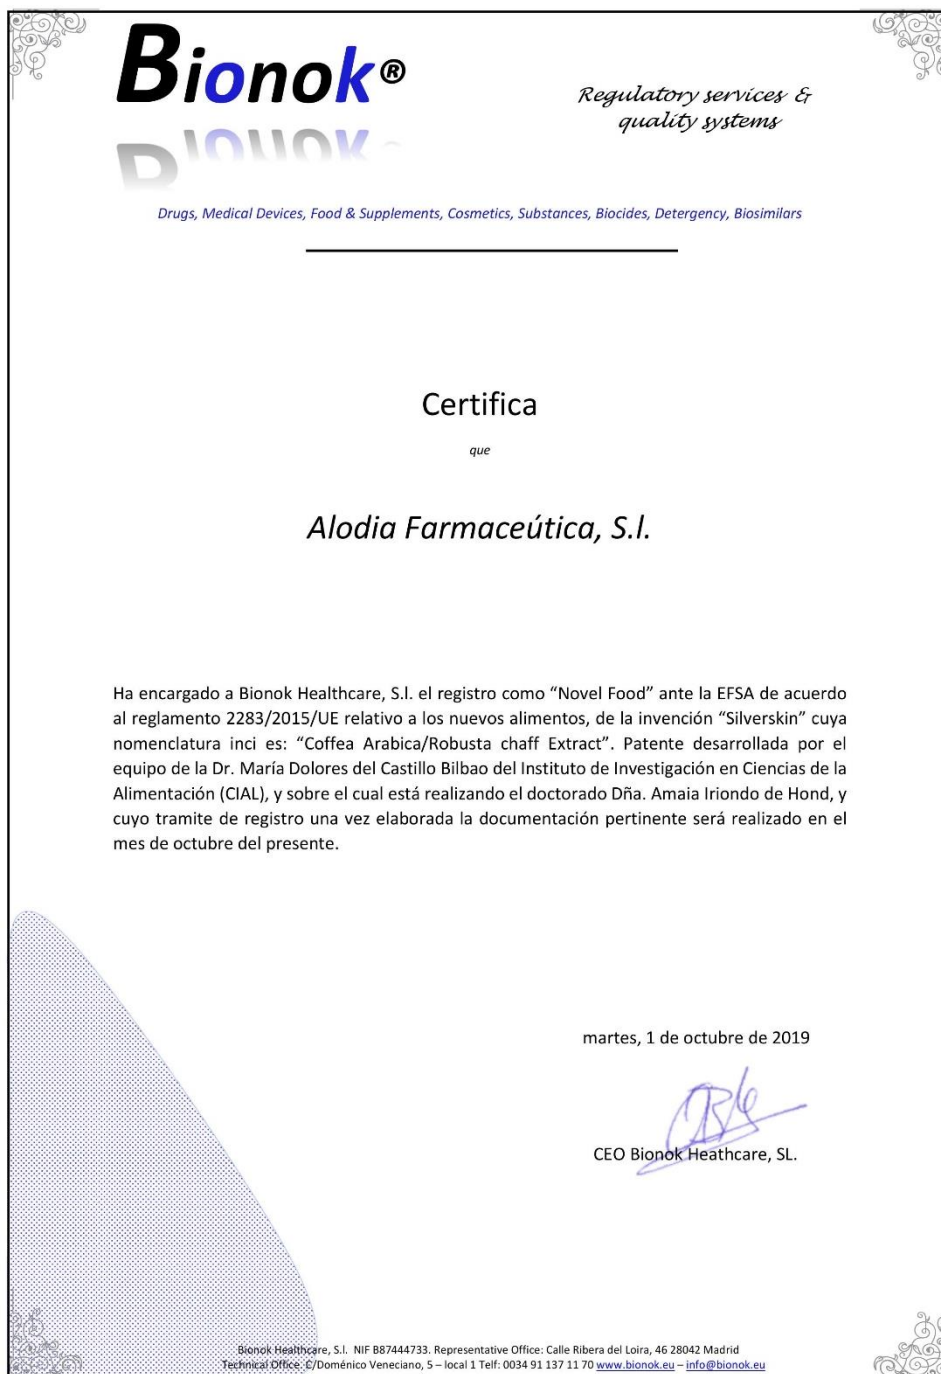 Bionok®
Regulatory services &
quality systems
Drugs, Medical Devices, Food & Supplements, Cosmetics, Substances, Biocides, Detergency, Biosimilars
Certifica
que
Alodia Farmaceútica, S.l.
Ha encargado a Bionok Healthcare, S.l. el registro como “Novel Food” ante la EFSA de acuerdo
al reglamento 2283/2015/UE relativo a los nuevos alimentos, de la invención “Silverskin” cuya
nomenclatura inci es: “Coffea Arabica/Robusta chaff Extract”. Patente desarrollada por el
equipo de la Dr. María Dolores del Castillo Bilbao del Instituto de Investigación en Ciencias de la
Alimentación (CIAL), y sobre el cual está realizando el doctorado Dña. Amaia Iriondo de Hond, y
cuyo tramite de registro una vez elaborada la documentación pertinente será realizado en el
mes de octubre del presente.
martes, 1 de octubre de 2019
CEO Bionok Heathcare, SL.
Bionok Healthcare, S.l. NIF B87444733. Representative Office: Calle Ribera del Loira, 46 28042 Madrid
Technical Office. C/Doménico Veneciano, 5 – local 1 Telf: 0034 91 137 11 70 www.bionok.eu – info@bionok.eu